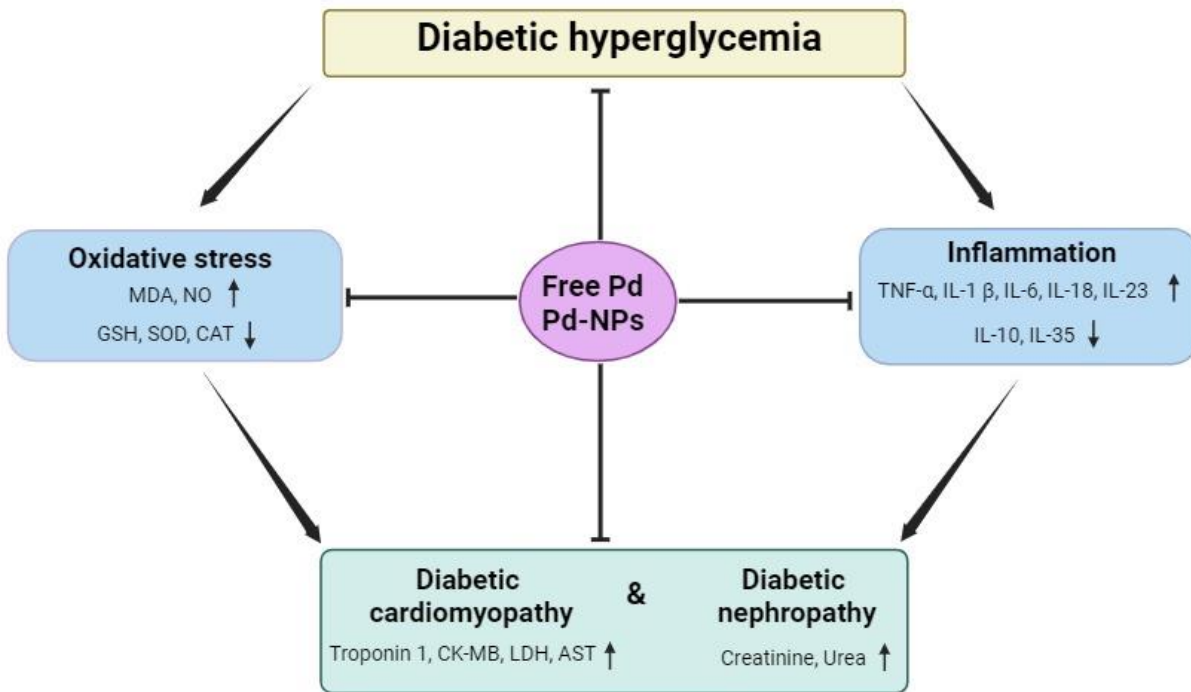 Diabetic hyperglycemia
Oxidative stress
MDA, NO ↑
GSH, SOD, CAT ↓
Free Pd
Pd-NPs
Inflammation
TNF-α, IL-1 β, IL-6, IL-18, IL-23 ↑
IL-10, IL-35 ↓
Diabetic
cardiomyopathy
Troponin 1, CK-MB, LDH, AST ↑
&
Diabetic
nephropathy
Creatinine, Urea ↑